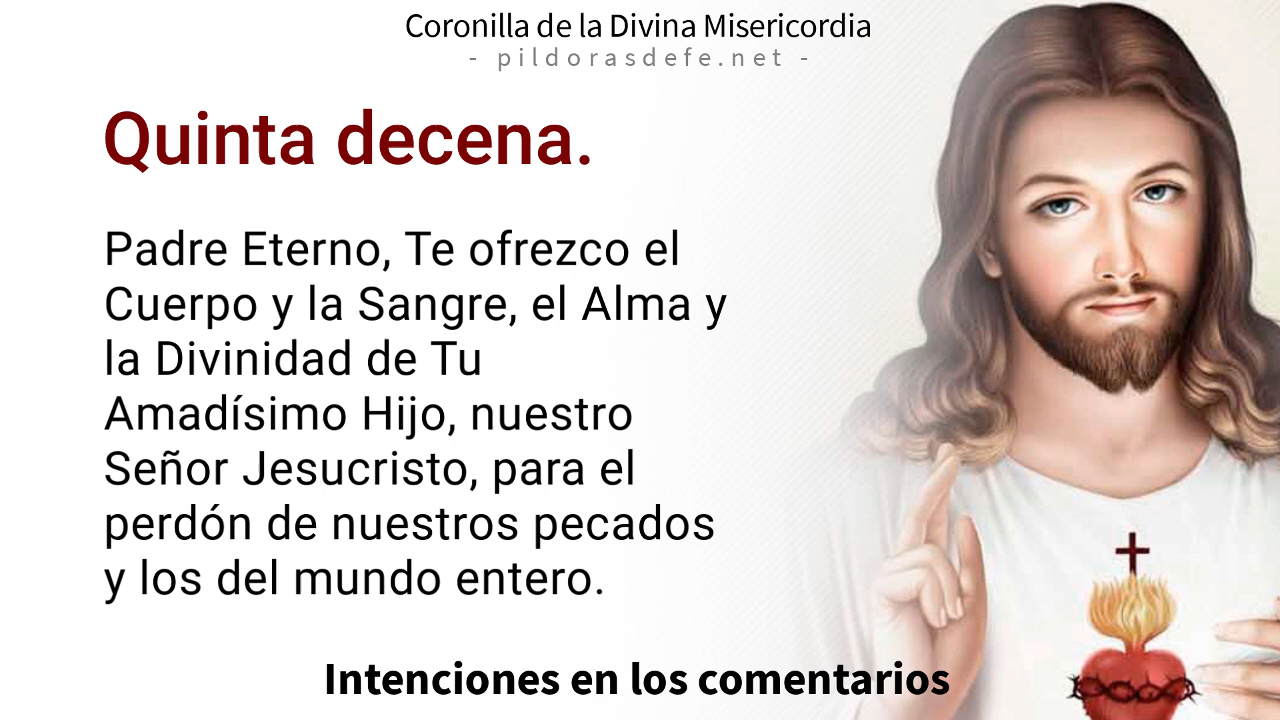 Coronilla de la Divina Misericordia
- pildorasdefe.net -
Quinta decena.
Padre Eterno, Te ofrezco el
Cuerpo y la Sangre, el Alma y
la Divinidad de Tu
Amadísimo Hijo, nuestro
Señor Jesucristo, para el
perdón de nuestros pecados
y los del mundo entero.
Intenciones en los comentarios